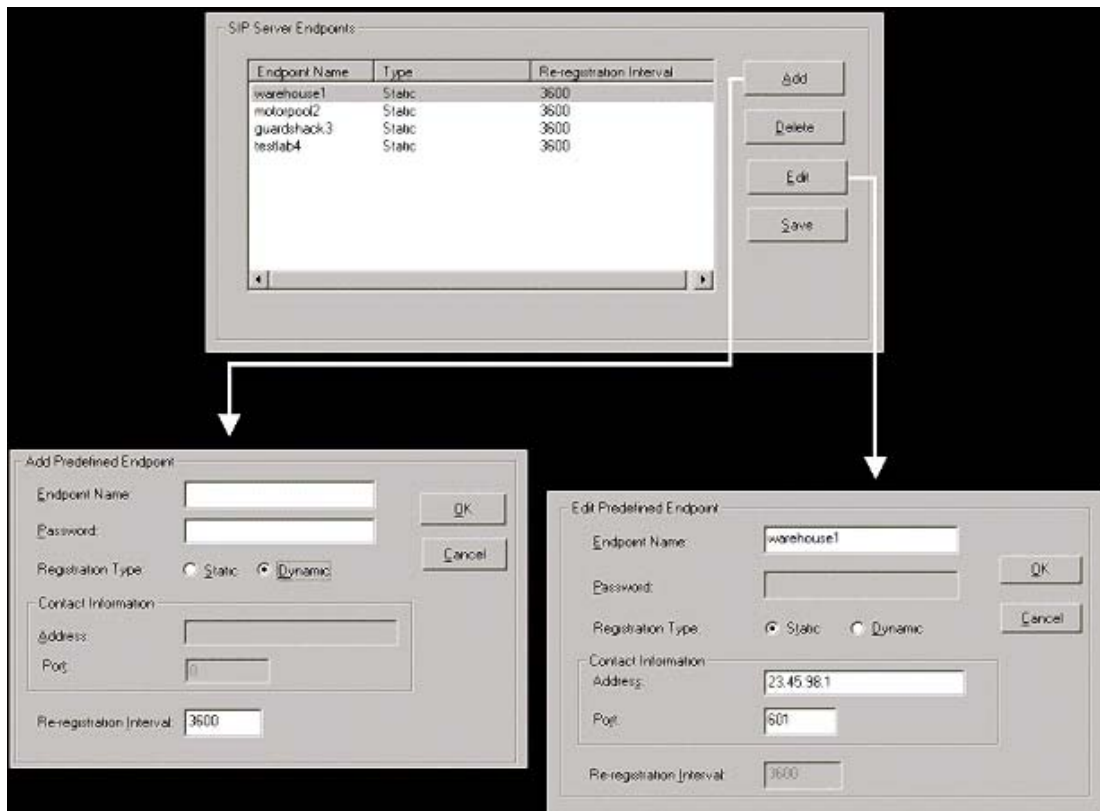 SIP Server Endpoints
Endpoint Name Type Re-registration Interval
warehouse1 Static 3600
motorpool2 Static 3600
guardshack3 Static 3600
testlab4 Static 3600
Add
Delete
Edit
Save
Add Predefined Endpoint
Endpoint Name:
Password:
Registration Type: Static Dynamic
Contact Information
Address:
Port: 0
Re-registration Interval: 3600
OK
Cancel
Edit Predefined Endpoint
Endpoint Name: warehouse1
Password:
Registration Type: Static Dynamic
Contact Information
Address: 23.45.98.1
Port: 601
Re-registration Interval: 3600
OK
Cancel